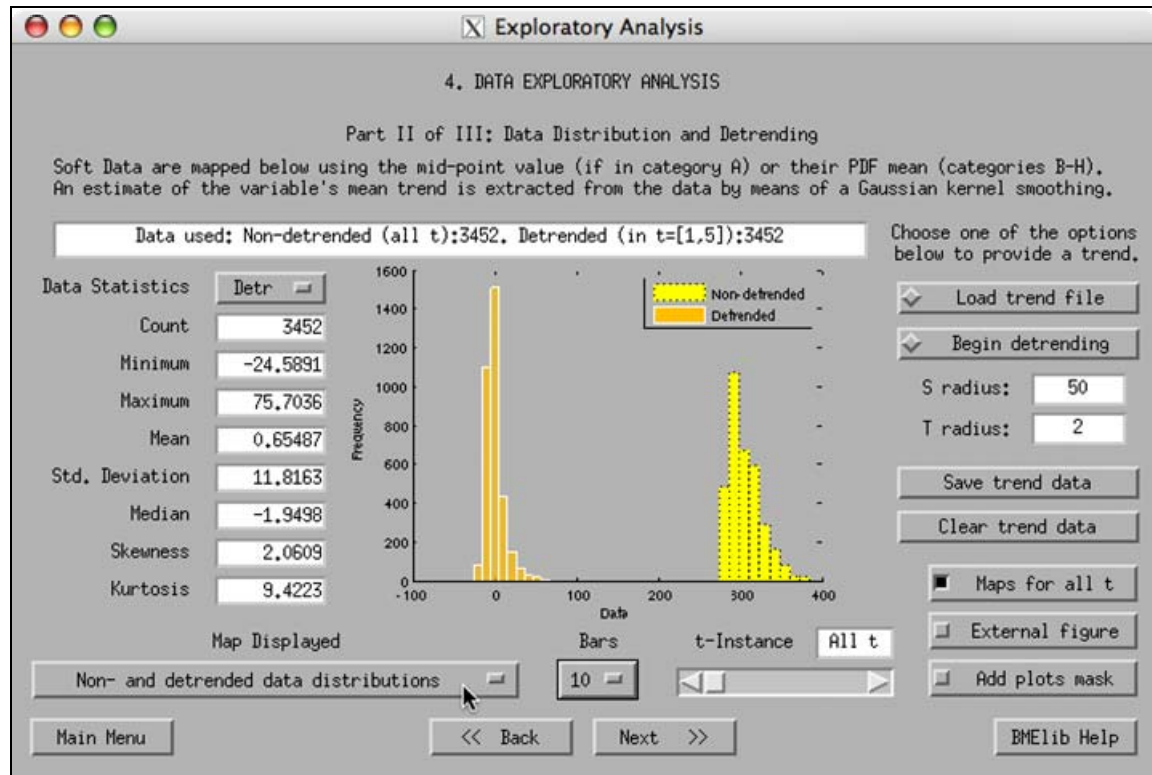 X Exploratory Analysis
4. DATA EXPLORATORY ANALYSIS
Part II of III: Data Distribution and Detrending
Soft Data are mapped below using the mid-point value (if in category A) or their PDF mean (categories B-H).
An estimate of the variable's mean trend is extracted from the data by means of a Gaussian kernel smoothing.
Data used: Non-detrended (all t):3452. Detrended (in t=[1,5]):3452
Choose one of the options
below to provide a trend.
Data Statistics Detr
Count 3452
Minimum -24.5891
Maximum 75.7036
Mean 0.65487
Std. Deviation 11.8163
Median -1.9498
Skewness 2.0609
Kurtosis 9.4223
1600
1400
1200
1000
800
600
400
200
0
Frequency
-100 0 100 200 300 400
Data
Non-detrended
Detrended
Load trend file
Begin detrending
S radius: 50
T radius: 2
Save trend data
Clear trend data
Maps for all t
External figure
Add plots mask
Map Displayed
Non- and detrended data distributions
Bars
10
t-Instance All t
Main Menu
<< Back
Next >>
BMElib Help